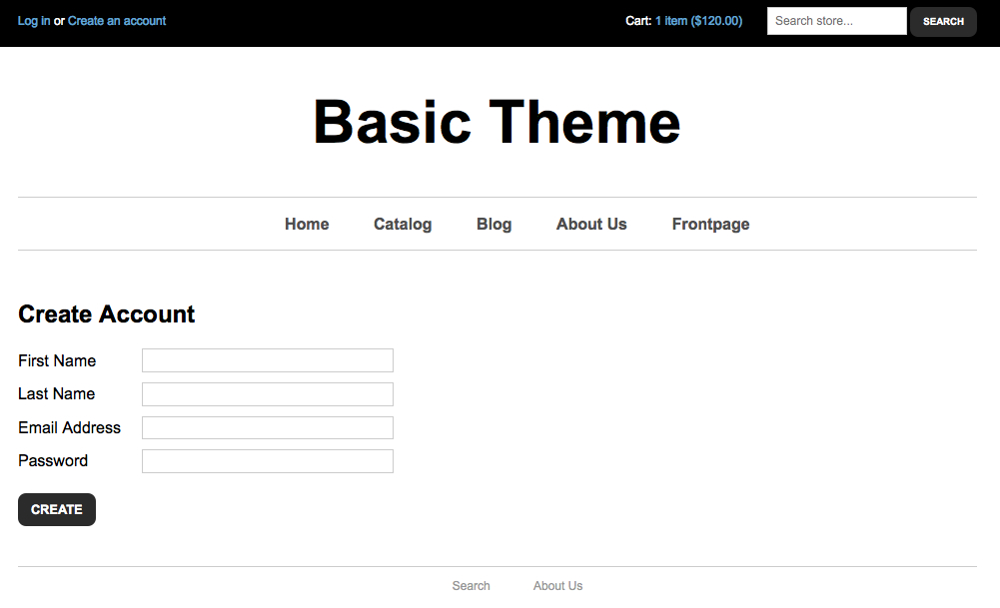 Log in or Create an account Cart: 1 item ($120.00) Search store... SEARCH
Basic Theme
Home Catalog Blog About Us Frontpage
Create Account
First Name
Last Name
Email Address
Password
CREATE
Search About Us